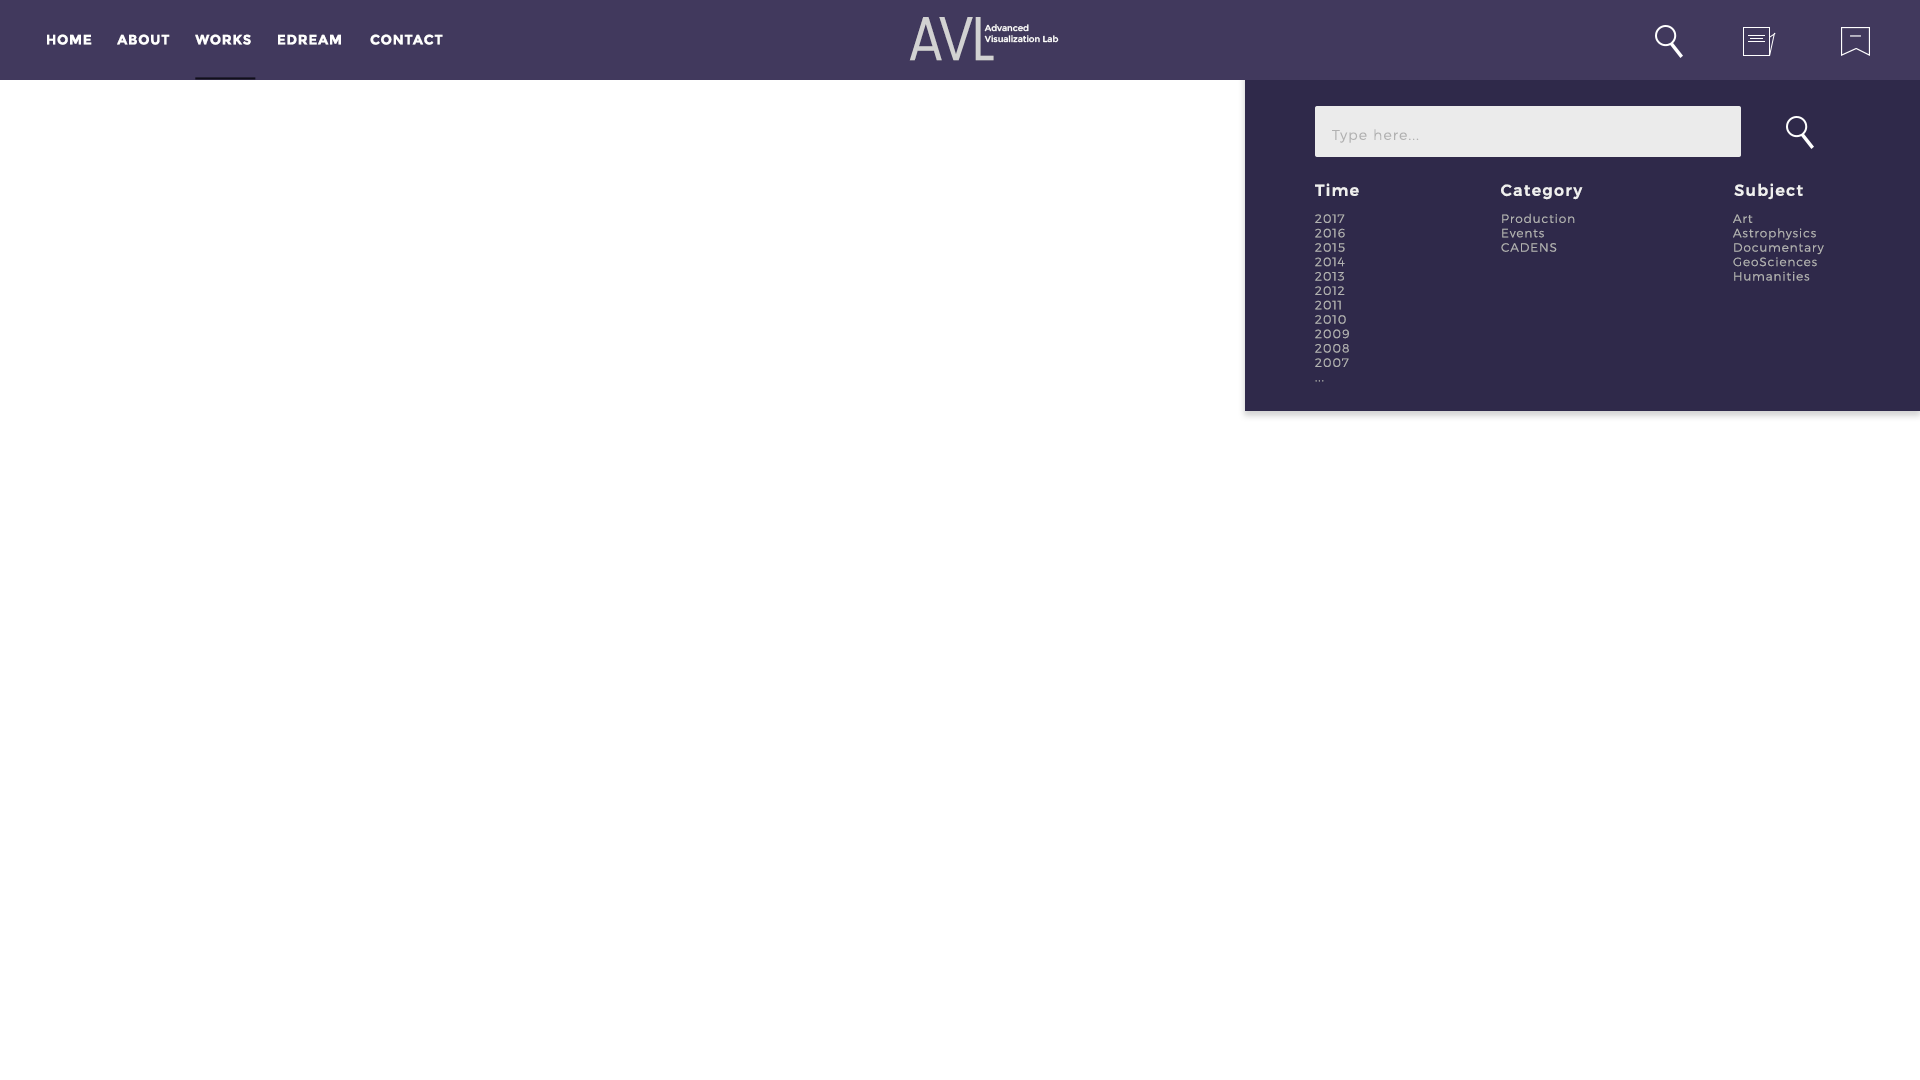 HOME ABOUT WORKS EDREAM CONTACT
AVL Advanced
Visualization Lab
Type here...
Time
2017
2016
2015
2014
2013
2012
2011
2010
2009
2008
2007
...
Category
Production
Events
CADENS
Subject
Art
Astrophysics
Documentary
GeoSciences
Humanities